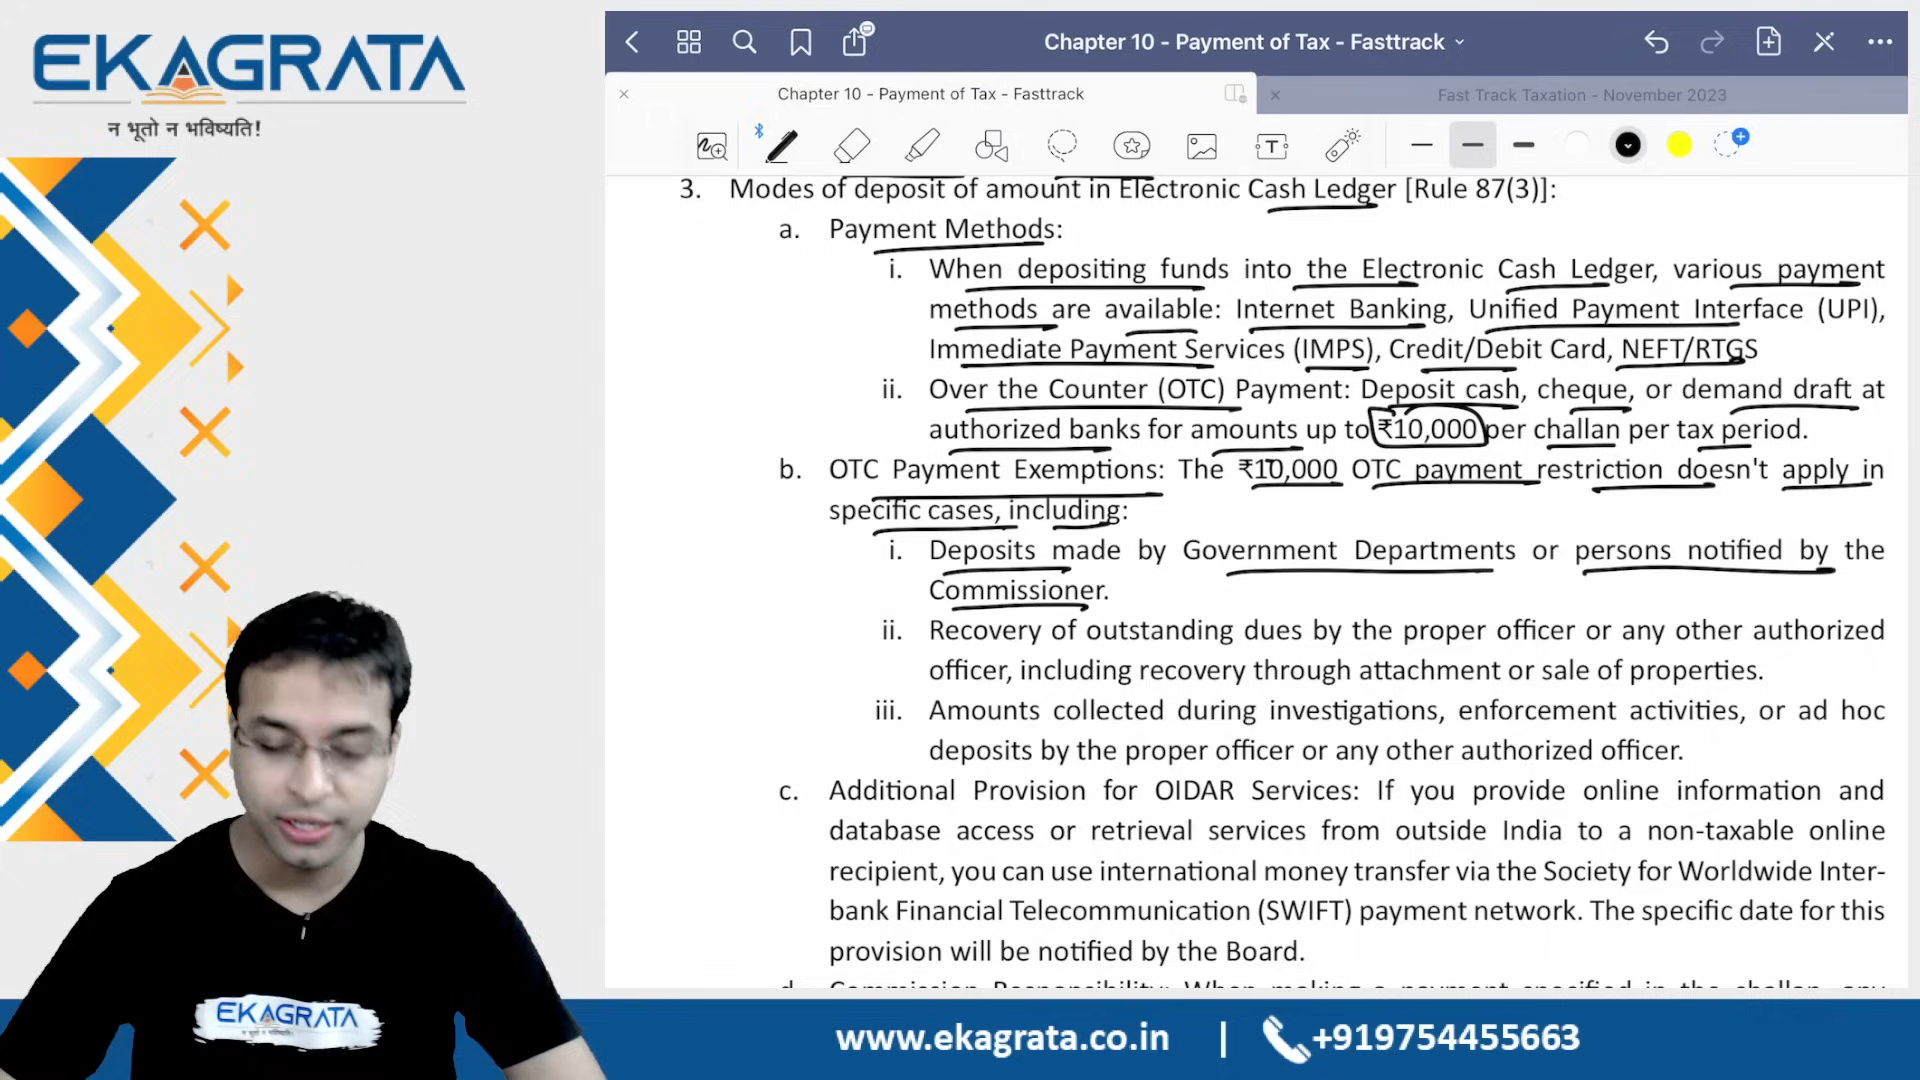 EKAGRATA
न भूतो न भविष्यति!
Chapter 10 - Payment of Tax - Fasttrack
Chapter 10 - Payment of Tax - Fasttrack
Fast Track Taxation - November 2023
T
3. Modes of deposit of amount in Electronic Cash Ledger [Rule 87(3)]:
a. Payment Methods:
i. When depositing funds into the Electronic Cash Ledger, various payment
methods are available: Internet Banking, Unified Payment Interface (UPI),
Immediate Payment Services (IMPS), Credit/Debit Card, NEFT/RTGS
ii. Over the Counter (OTC) Payment: Deposit cash, cheque, or demand draft at
authorized banks for amounts up to ₹10,000 per challan per tax period.
b. OTC Payment Exemptions: The ₹10,000 OTC payment restriction doesn't apply in
specific cases, including:
i. Deposits made by Government Departments or persons notified by the
Commissioner.
ii. Recovery of outstanding dues by the proper officer or any other authorized
officer, including recovery through attachment or sale of properties.
iii. Amounts collected during investigations, enforcement activities, or ad hoc
deposits by the proper officer or any other authorized officer.
c. Additional Provision for OIDAR Services: If you provide online information and
database access or retrieval services from outside India to a non-taxable online
recipient, you can use international money transfer via the Society for Worldwide Inter-
bank Financial Telecommunication (SWIFT) payment network. The specific date for this
provision will be notified by the Board.
d. Commission Responsibility: When making a payment specified in the challan, any
EKAGRATA
www.ekagrata.co.in | +919754455663